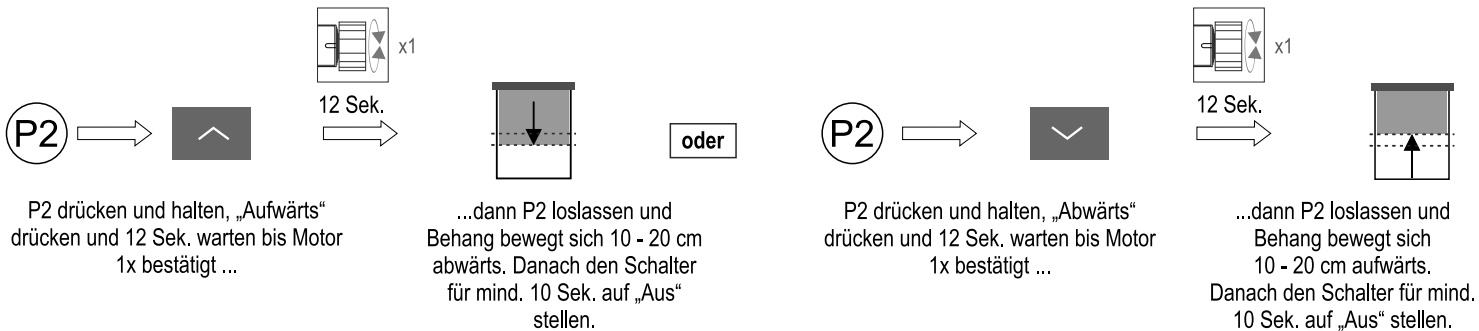 x1
12 Sek.
P2
P2 drücken und halten, „Aufwärts“
drücken und 12 Sek. warten bis Motor
1x bestätigt ...
...dann P2 loslassen und
Behang bewegt sich 10 - 20 cm
abwärts. Danach den Schalter
für mind. 10 Sek. auf „Aus“
stellen.
oder
x1
12 Sek.
P2
P2 drücken und halten, „Abwärts“
drücken und 12 Sek. warten bis Motor
1x bestätigt ...
...dann P2 loslassen und
Behang bewegt sich
10 - 20 cm aufwärts.
Danach den Schalter für mind.
10 Sek. auf „Aus“ stellen.